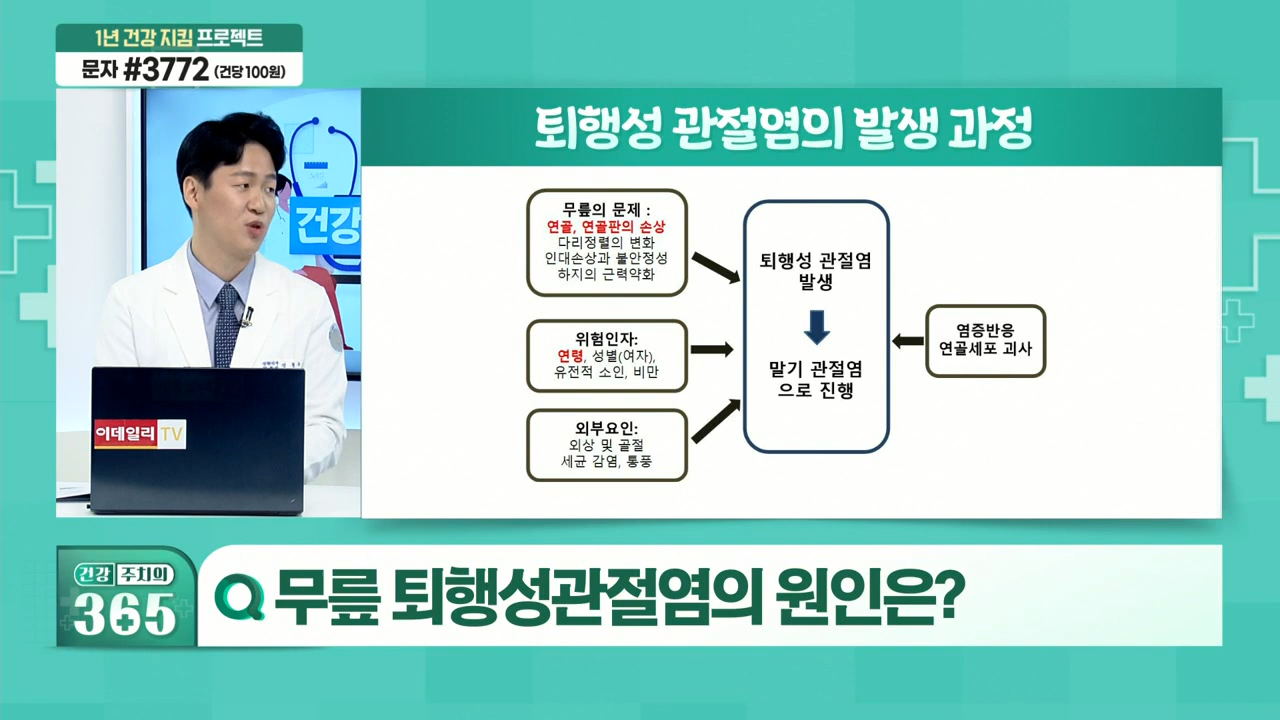 1년 건강 지킴 프로젝트
문자 #3772 (건당 100원)
퇴행성 관절염의 발생 과정
건강
무릎의 문제 :
연골, 연골판의 손상
다리정렬의 변화
인대손상과 불안정성
하지의 근력약화
위험인자:
연령, 성별(여자),
유전적 소인, 비만
외부요인:
외상 및 골절
세균 감염, 통풍
퇴행성 관절염
발생
말기 관절염
으로 진행
염증반응
연골세포 괴사
이데일리 TV
건강 주치의
365
Q 무릎 퇴행성관절염의 원인은?